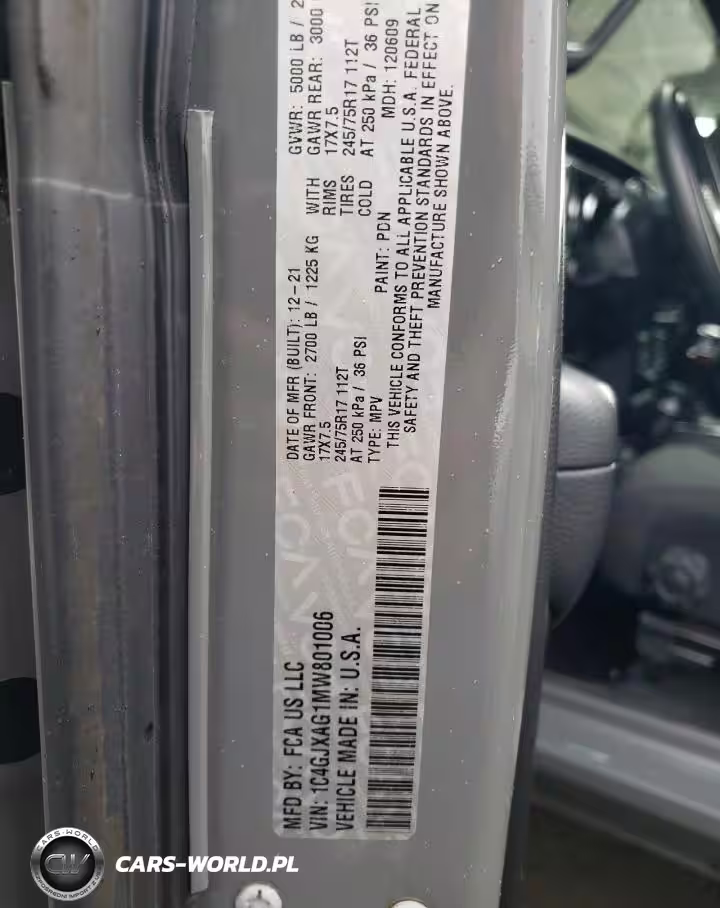 MFD BY: FCA US LLC
VIN: 1C4GJXAG1MW801006
VEHICLE MADE IN: U.S.A.
DATE OF MFR (BUILT): 12-21 GVWR: 5000 LB /
GAWR FRONT: 2700 LB / 1225 KG WITH GAWR REAR: 3000
17X7.5 RIMS 17X7.5
245/75R17 112T TIRES 245/75R17 112T
AT 250 kPa / 36 PSI COLD AT 250 kPa / 36 PSI
TYPE: MPV PAINT: PDN MDH: 120609
THIS VEHICLE CONFORMS TO ALL APPLICABLE U.S.A. FEDERAL
SAFETY AND THEFT PREVENTION STANDARDS IN EFFECT ON
MANUFACTURE SHOWN ABOVE.
CARS-WORLD
CW
CARS-WORLD.PL